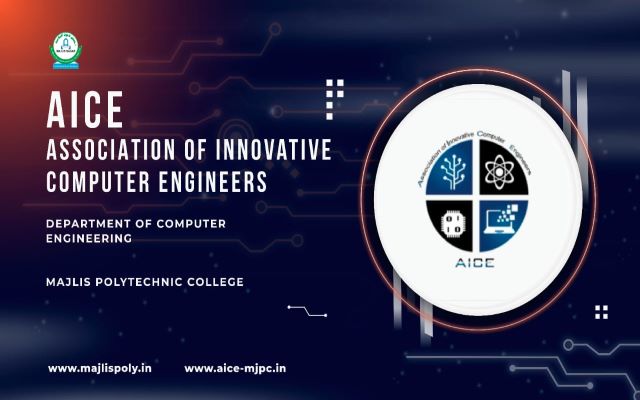 AICE
ASSOCIATION OF INNOVATIVE
COMPUTER ENGINEERS
DEPARTMENT OF COMPUTER
ENGINEERING
MAJLIS POLYTECHNIC COLLEGE
www.majlispoly.in
www.aice-mjpc.in
Association of Innovative Computer Engineers
AICE